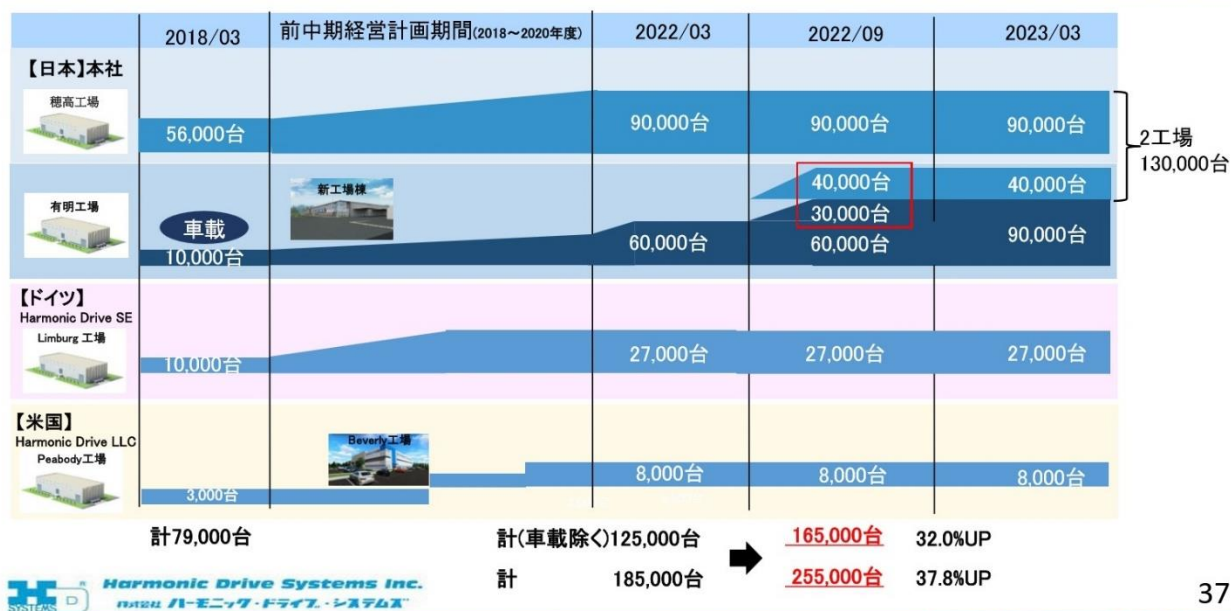 2018/03 前中期経営計画期間(2018～2020年度) 2022/03 2022/09 2023/03
【日本】本社
穂高工場
56,000台 90,000台 90,000台 90,000台
2工場
130,000台
有明工場
車載
新工場棟
40,000台 40,000台
30,000台
10,000台 60,000台 60,000台 90,000台
【ドイツ】
Harmonic Drive SE
Limburg 工場
10,000台 27,000台 27,000台 27,000台
【米国】
Harmonic Drive LLC
Peabody工場
Beverly工場
3,000台 8,000台 8,000台 8,000台
計79,000台 計(車載除く)125,000台 165,000台 32.0%UP
計 185,000台 255,000台 37.8%UP
HD SYSTEMS ®
Harmonic Drive Systems Inc.
株式会社 ハーモニック・ドライブ・システムズ
37